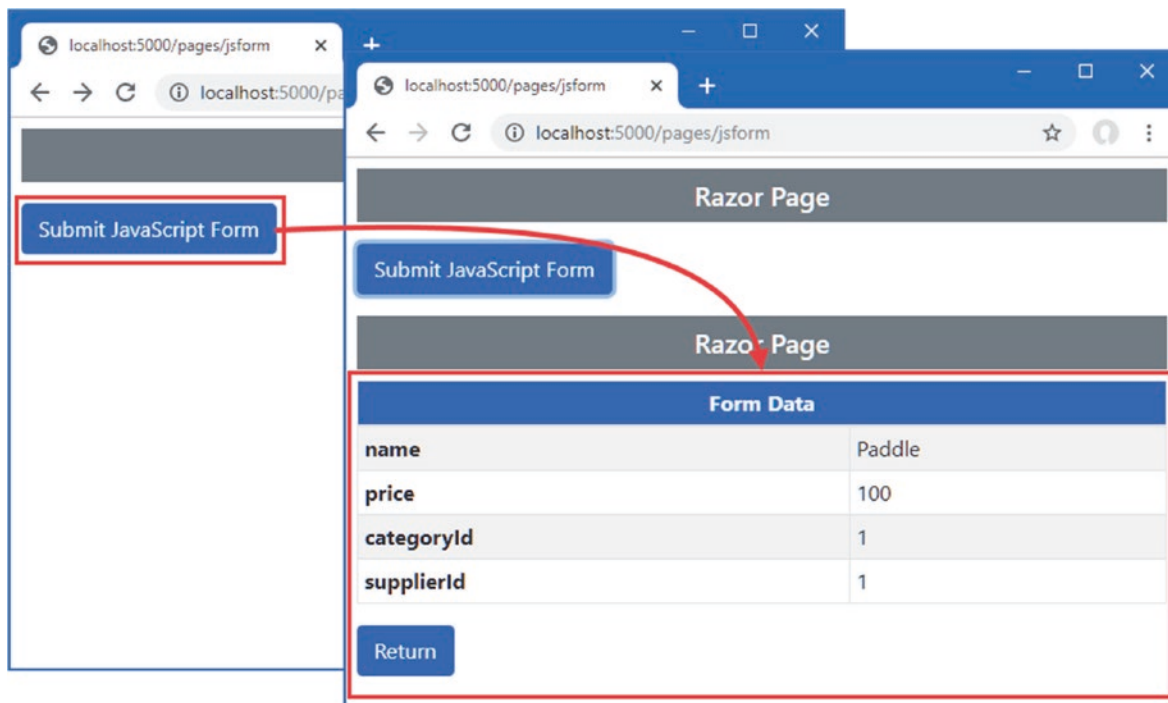 localhost:5000/pages/jsform
localhost:5000/pa
Submit JavaScript Form
localhost:5000/pages/jsform
localhost:5000/pages/jsform
Razor Page
Submit JavaScript Form
Razor Page
Form Data
name Paddle
price 100
categoryId 1
supplierId 1
Return